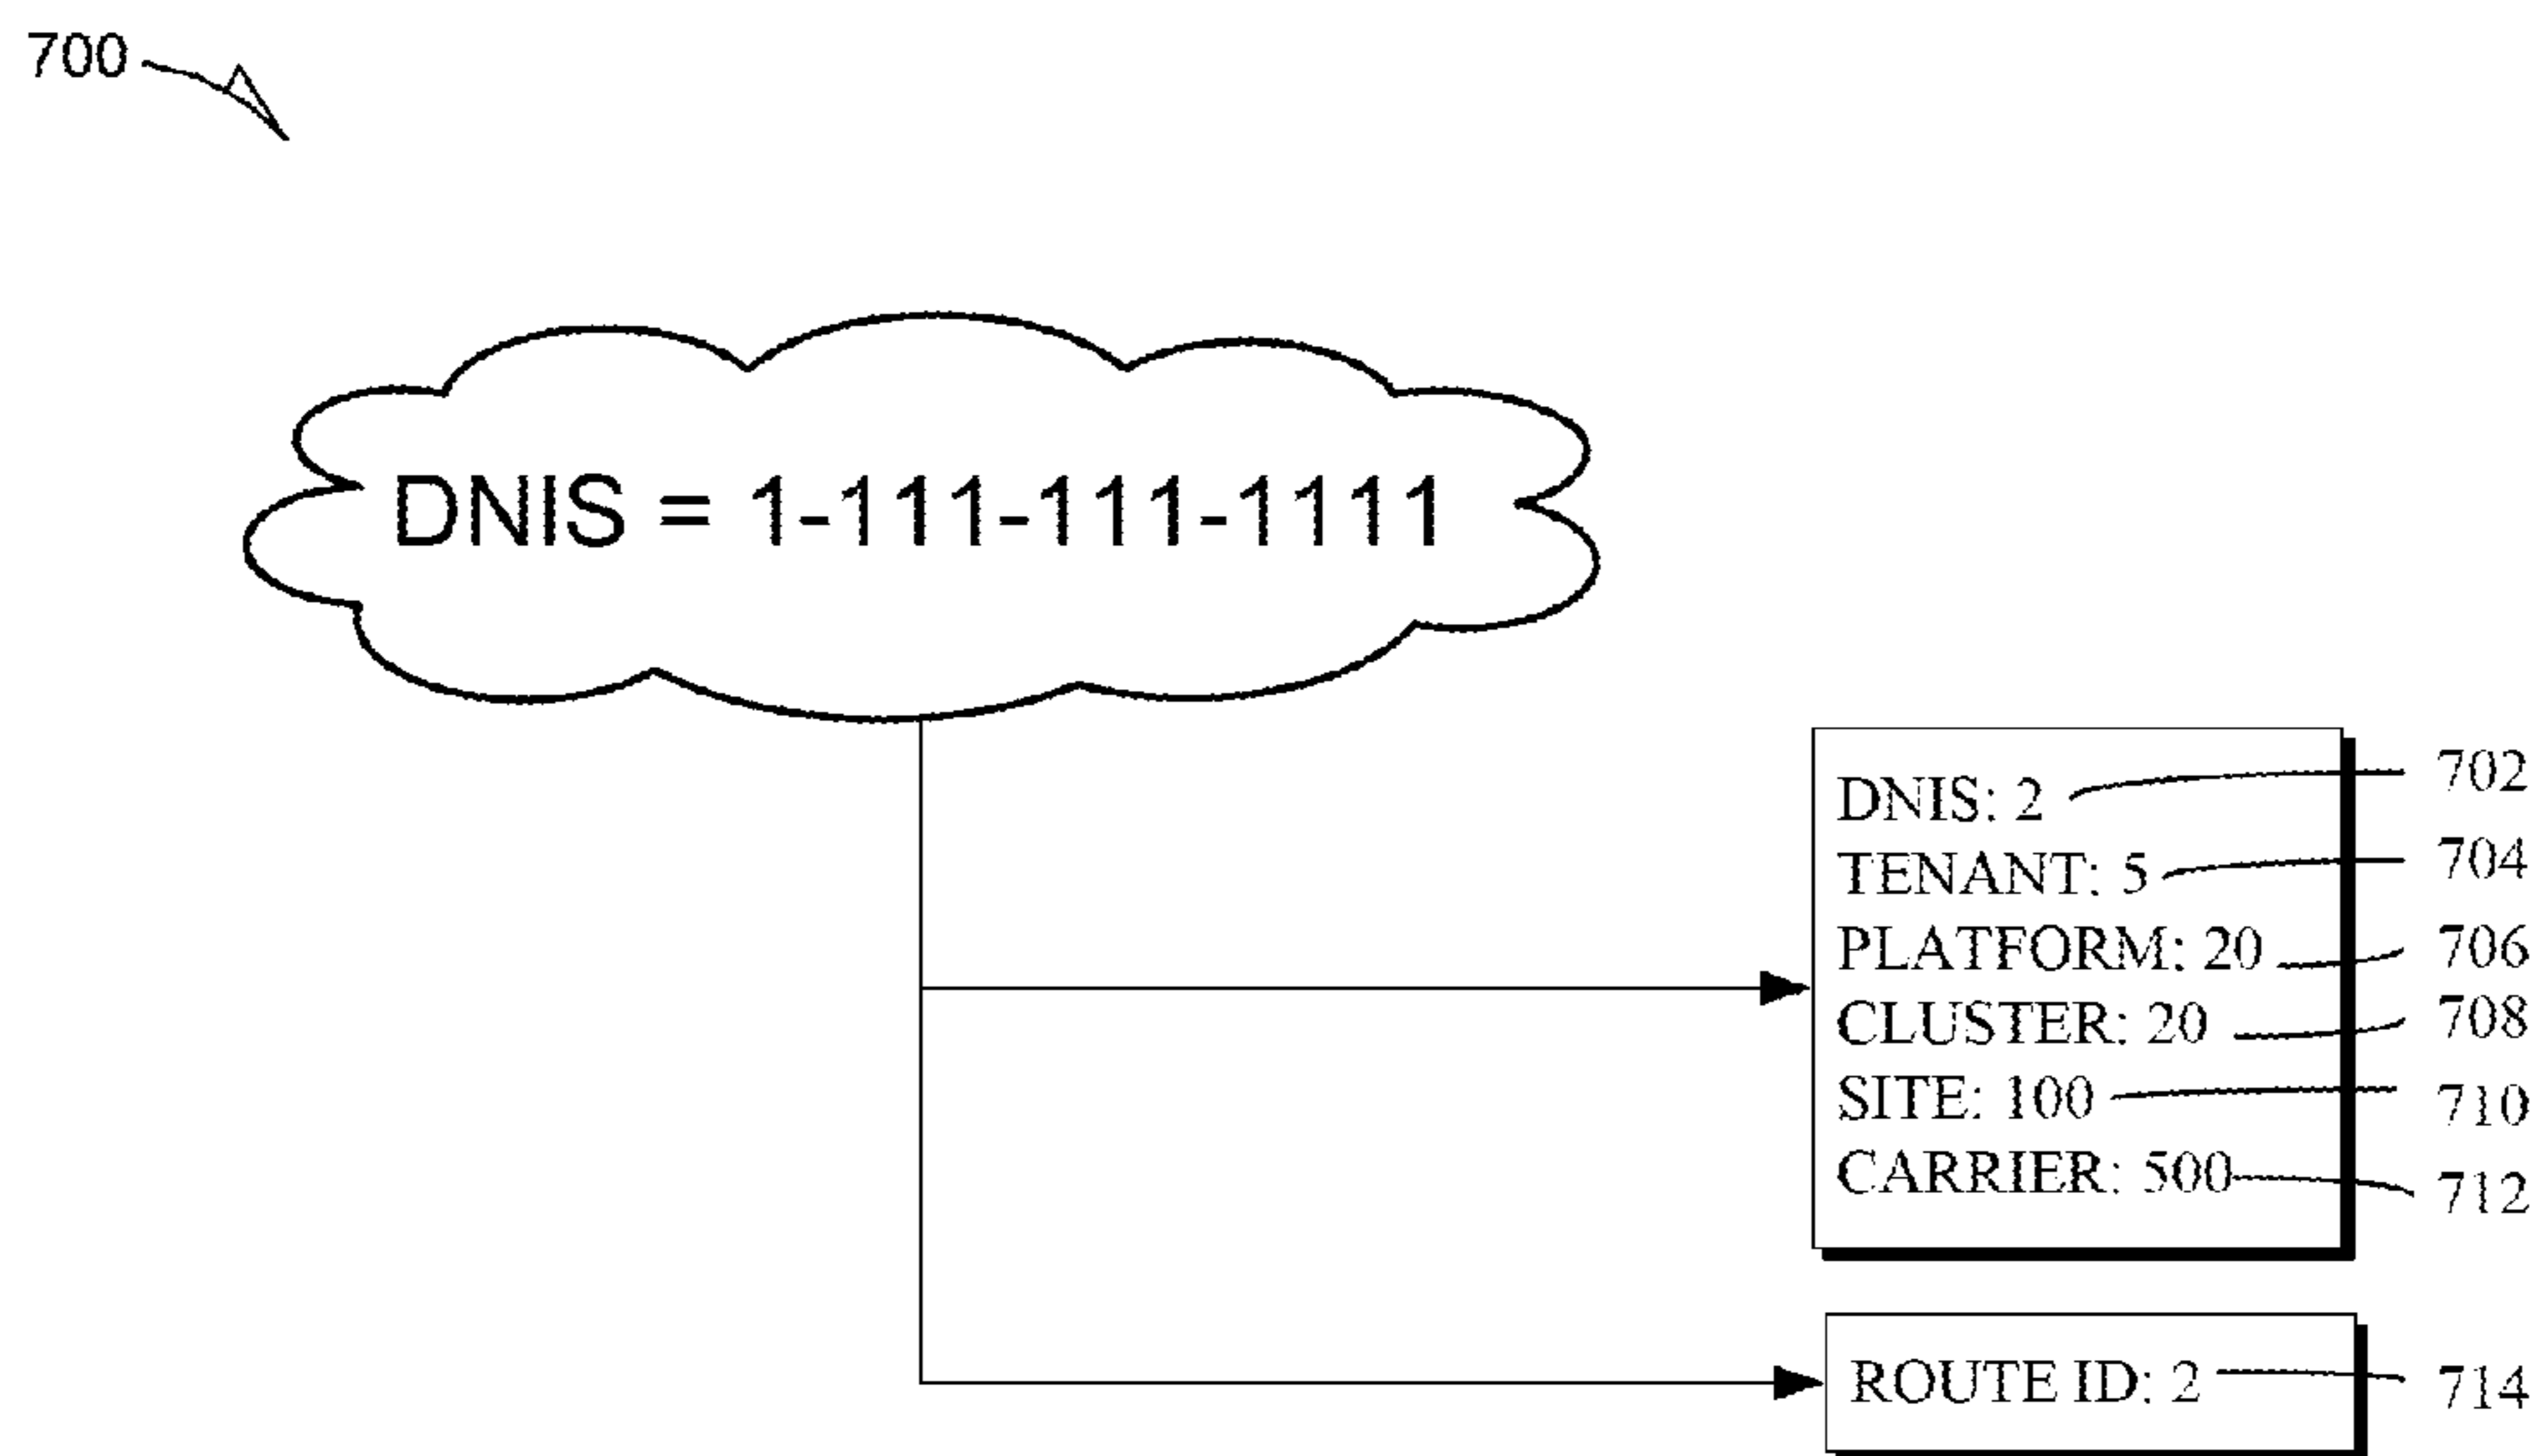 700
DNIS = 1-111-111-1111
DNIS: 2 702
TENANT: 5 704
PLATFORM: 20 706
CLUSTER: 20 708
SITE: 100 710
CARRIER: 500 712
ROUTE ID: 2 714